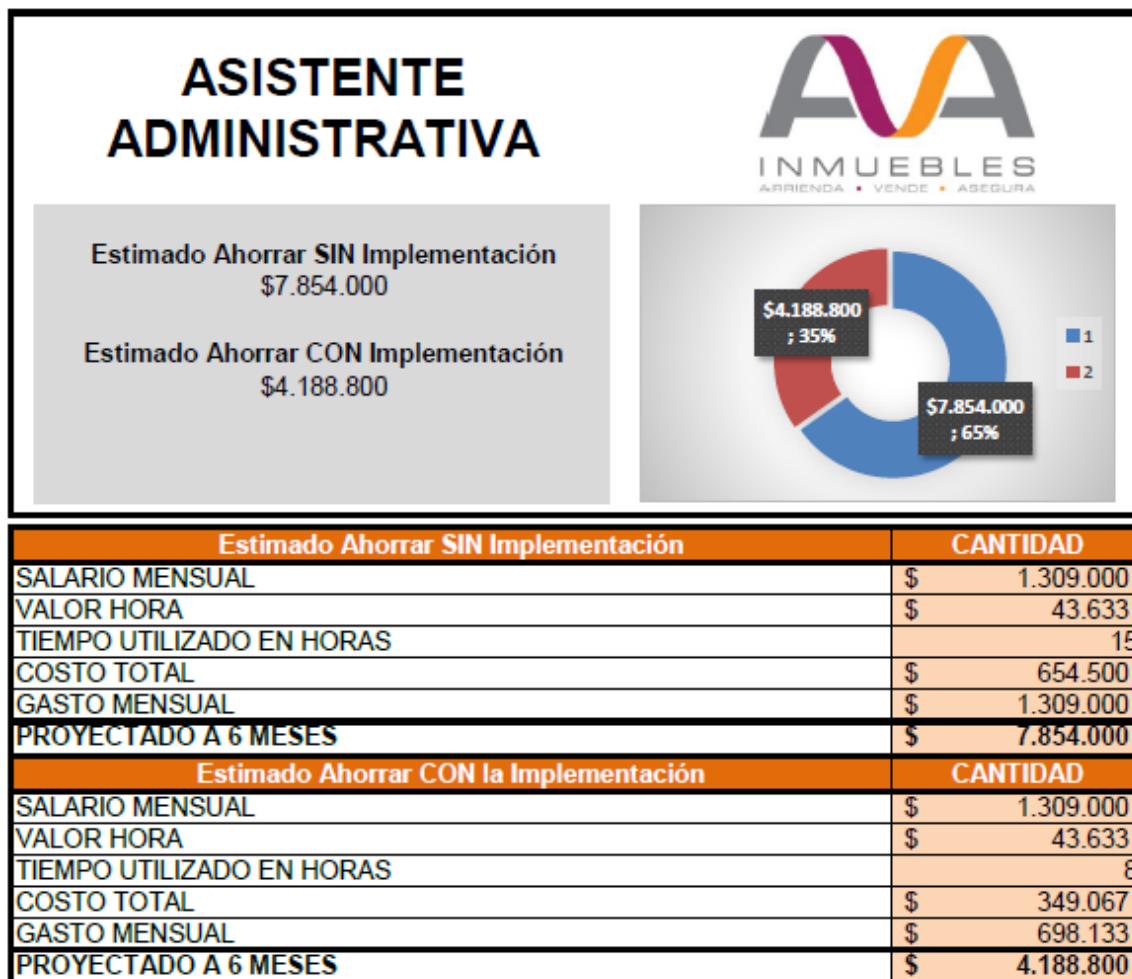 ASISTENTE
ADMINISTRATIVA
INMUEBLES
ARRIENDA • VENDE • ASEGURA
Estimado Ahorrar SIN Implementación
$7.854.000
Estimado Ahorrar CON Implementación
$4.188.800
$4.188.800
; 35%
$7.854.000
; 65%
1
2
Estimado Ahorrar SIN Implementación CANTIDAD
SALARIO MENSUAL $ 1.309.000
VALOR HORA $ 43.633
TIEMPO UTILIZADO EN HORAS 15
COSTO TOTAL $ 654.500
GASTO MENSUAL $ 1.309.000
PROYECTADO A 6 MESES $ 7.854.000
Estimado Ahorrar CON la Implementación CANTIDAD
SALARIO MENSUAL $ 1.309.000
VALOR HORA $ 43.633
TIEMPO UTILIZADO EN HORAS 8
COSTO TOTAL $ 349.067
GASTO MENSUAL $ 698.133
PROYECTADO A 6 MESES $ 4.188.800